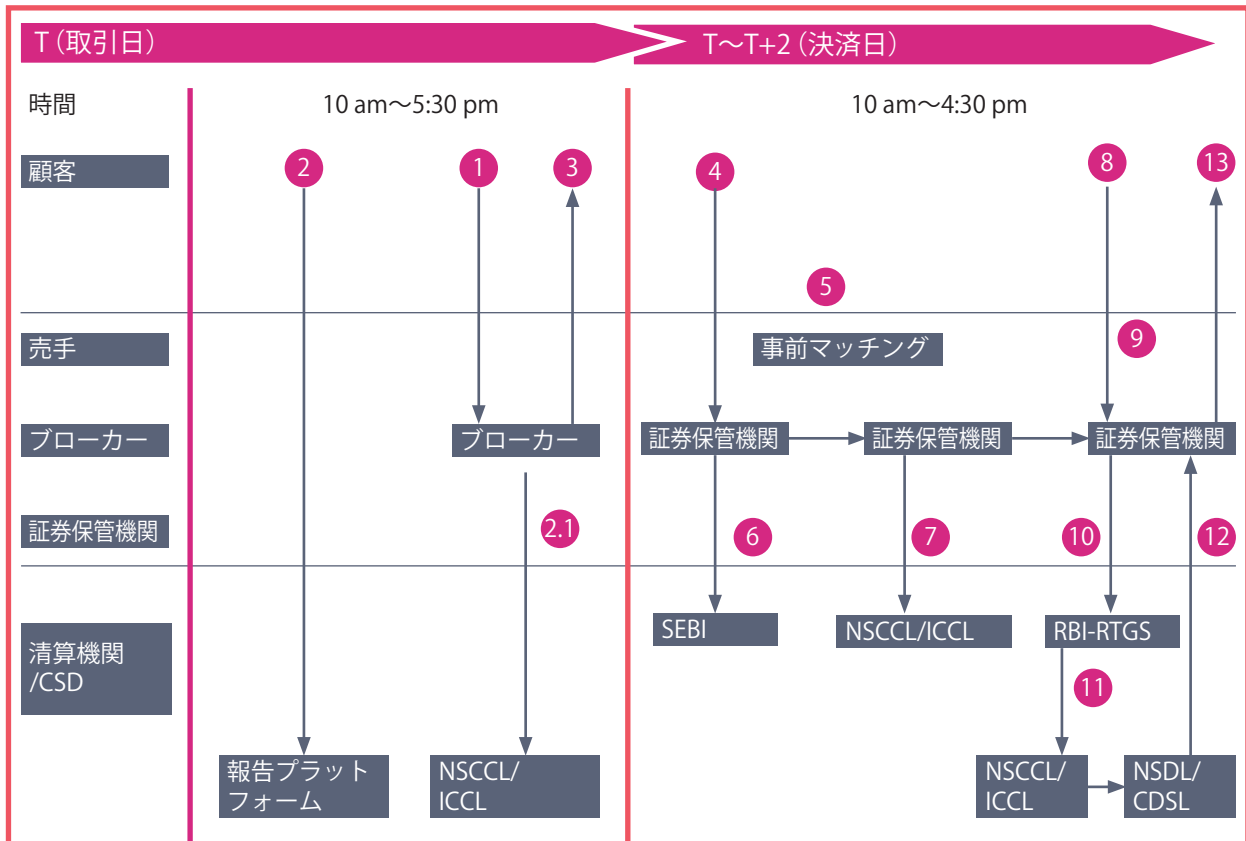 T（取引日）
T～T+2（決済日）
時間
10 am～5:30 pm
10 am～4:30 pm
顧客
2
1
3
4
8
13
5
売手
事前マッチング
9
ブローカー
ブローカー
証券保管機関
証券保管機関
証券保管機関
証券保管機関
2.1
6
7
10
12
清算機関
/CSD
SEBI
NSCCL/ICCL
RBI-RTGS
11
報告プラット
フォーム
NSCCL/
ICCL
NSCCL/
ICCL
NSDL/
CDSL